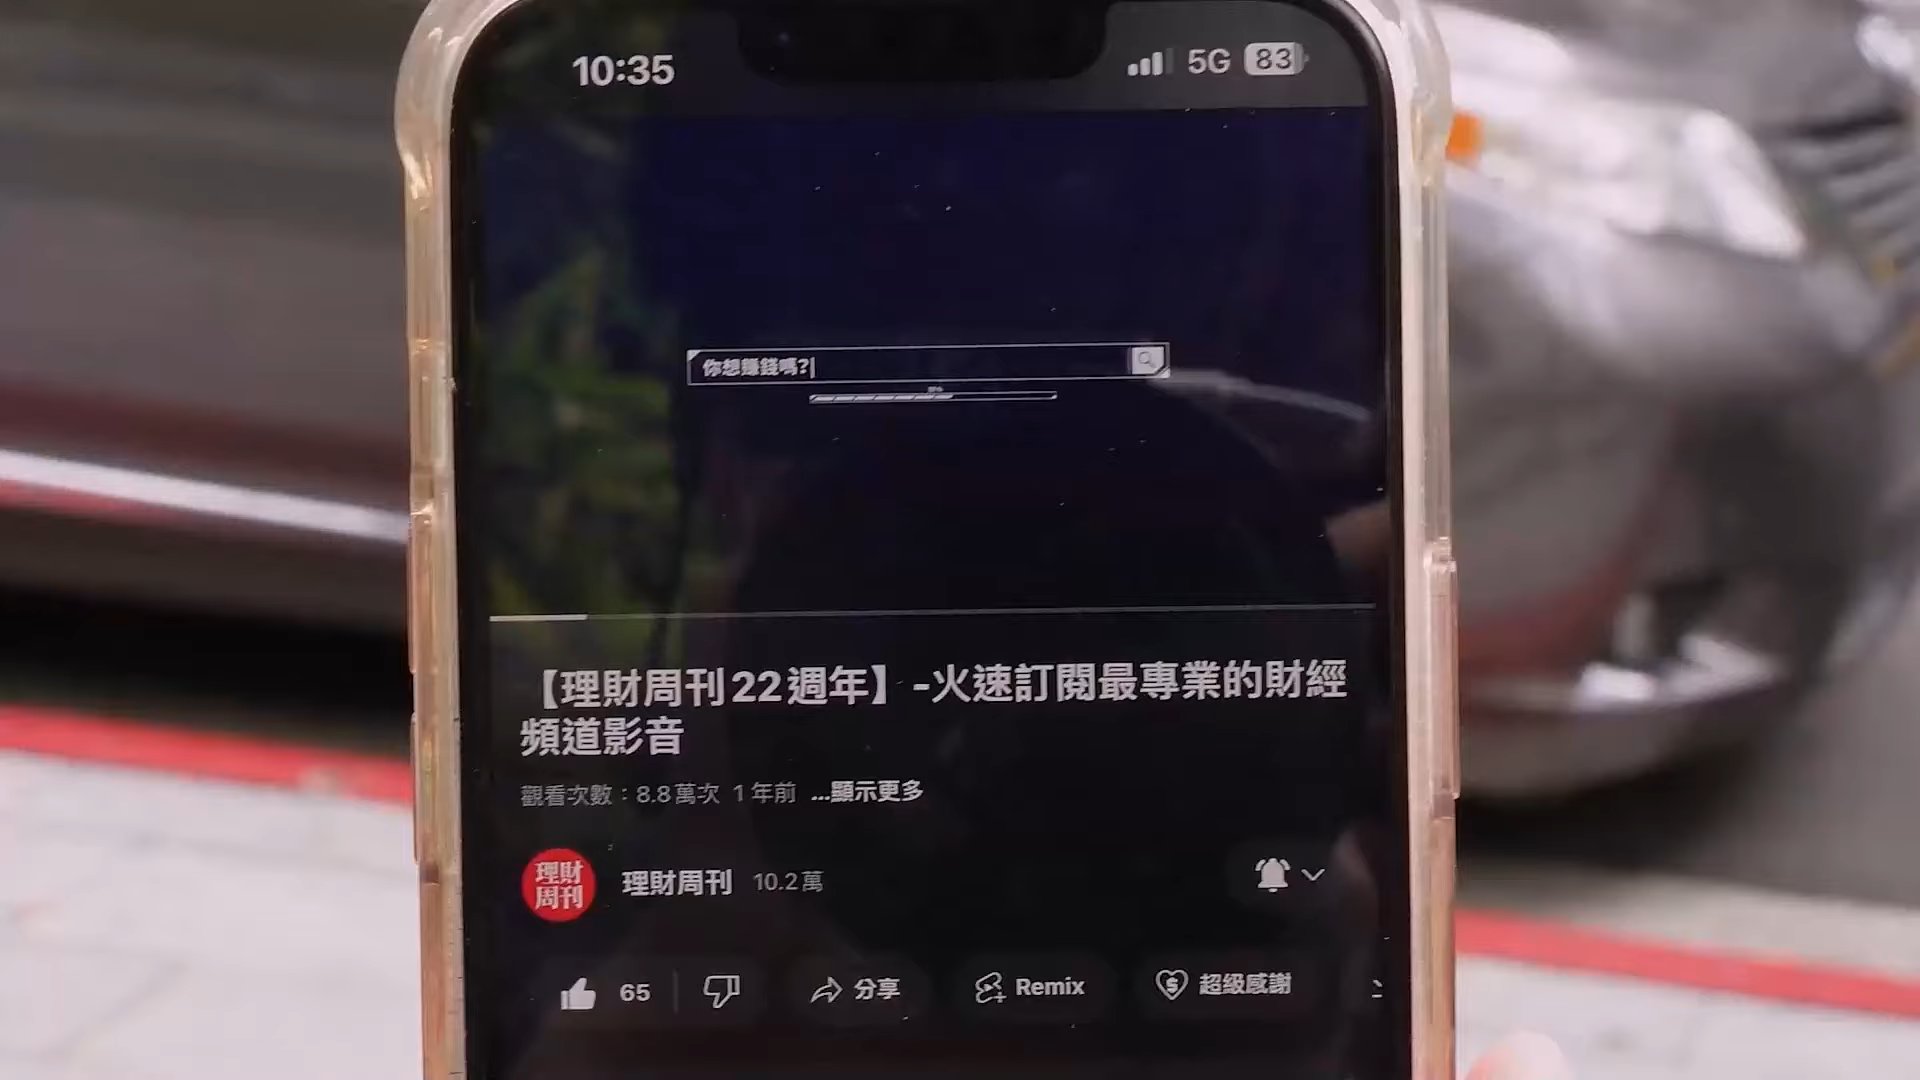 10:35
5G 83
你想賺錢嗎?
【理財周刊22週年】-火速訂閱最專業的財經
頻道影音
觀看次數：8.8萬次 1年前 ...顯示更多
理財
周刊
理財周刊 10.2萬
65 分享 Remix 超級感謝